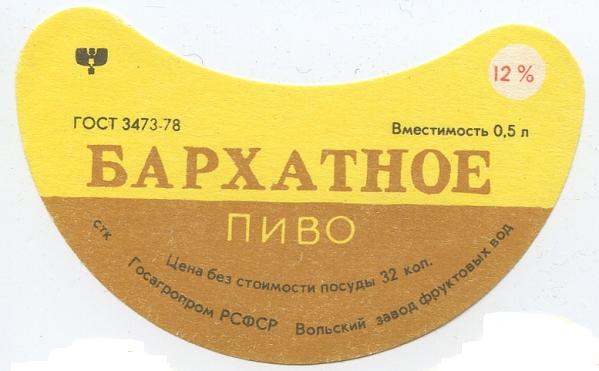 12%
ГОСТ 3473-78
Вместимость 0,5 л
БАРХАТНОЕ
ПИВО
стк
Цена без стоимости посуды 32 коп.
Госагропром РСФСР Вольский завод фруктовых вод